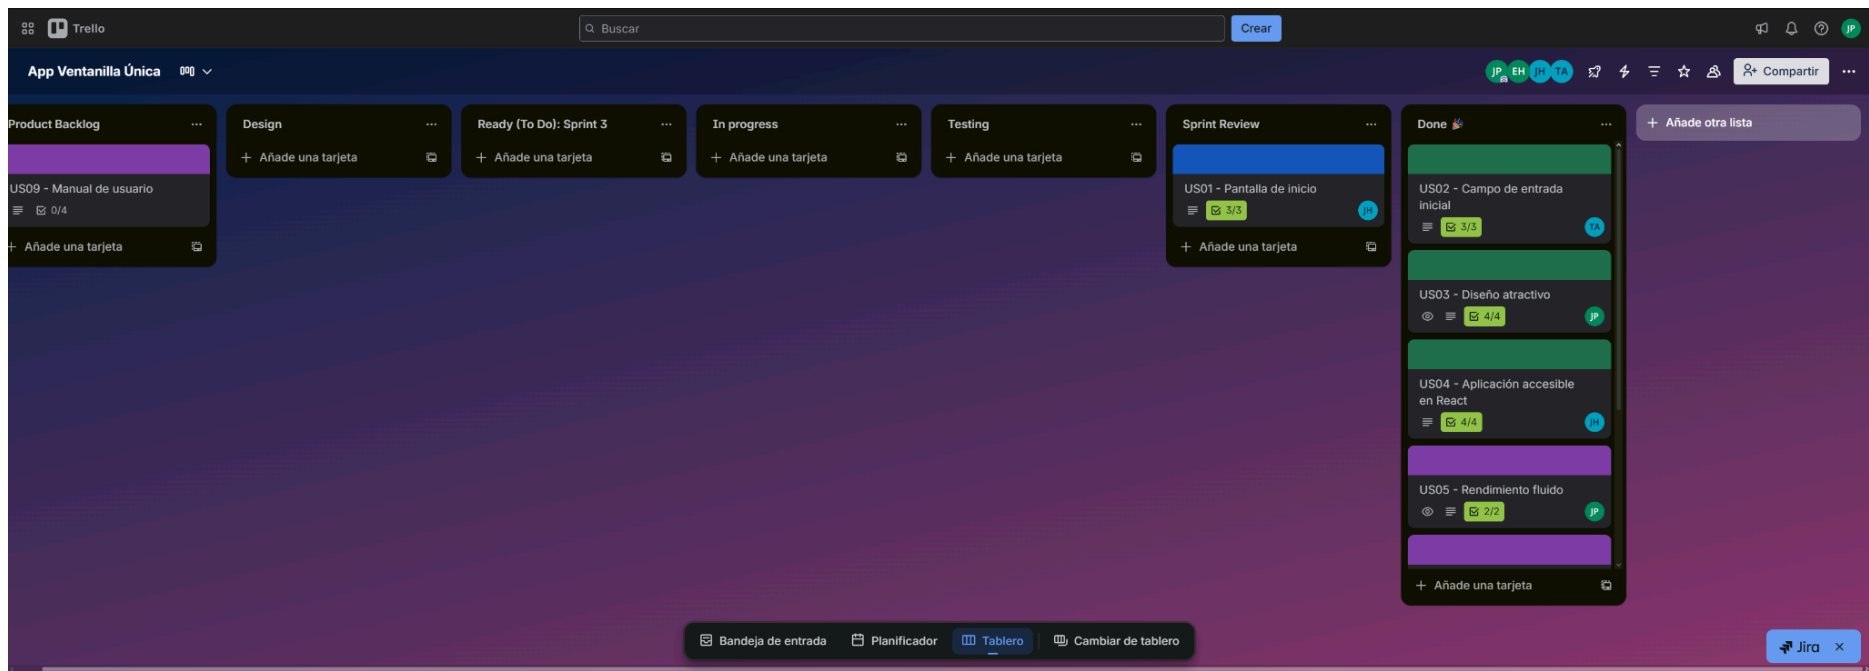 Trello
Buscar
Crear
JP
App Ventanilla Única
JP EH JH TA
Compartir
Product Backlog
US09 - Manual de usuario
0/4
+ Añade una tarjeta
Design
+ Añade una tarjeta
Ready (To Do): Sprint 3
+ Añade una tarjeta
In progress
+ Añade una tarjeta
Testing
+ Añade una tarjeta
Sprint Review
US01 - Pantalla de inicio
3/3
JH
+ Añade una tarjeta
Done 🎉
US02 - Campo de entrada
inicial
3/3
TA
US03 - Diseño atractivo
4/4
JP
US04 - Aplicación accesible
en React
4/4
JH
US05 - Rendimiento fluido
2/2
JP
+ Añade una tarjeta
+ Añade otra lista
Bandeja de entrada
Planificador
Tablero
Cambiar de tablero
Jira